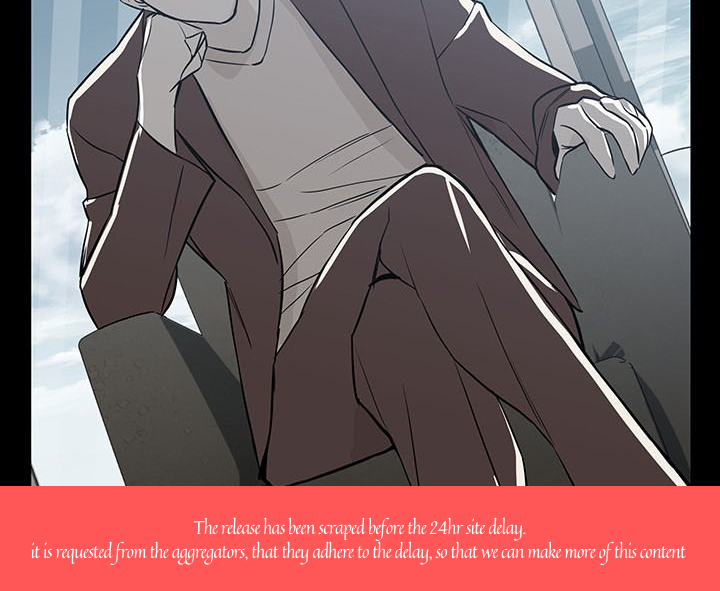 The release has been scraped before the 24hr site delay.
it is requested from the aggregators, that they adhere to the delay, so that we can make more of this content